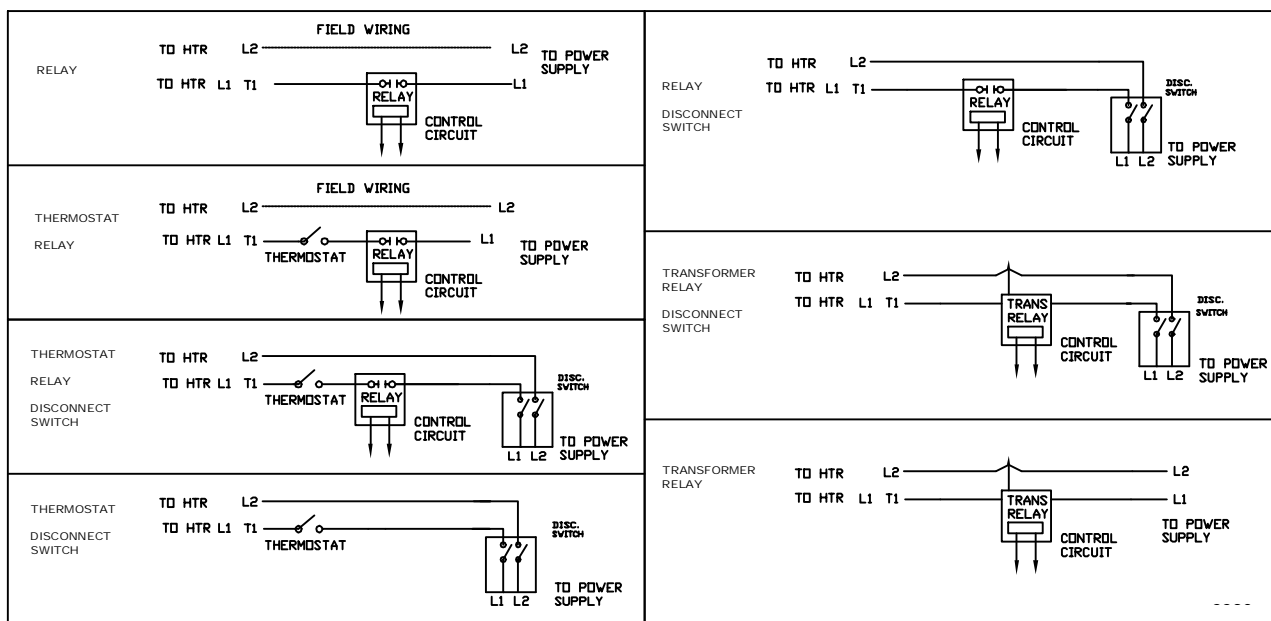 FIELD WIRING
TO HTR L2 L2 TO POWER
SUPPLY
RELAY
TO HTR L1 T1 L1
RELAY
CONTROL
CIRCUIT
FIELD WIRING
TO HTR L2 L2
THERMOSTAT
RELAY
TO HTR L1 T1 L1 TO POWER
SUPPLY
THERMOSTAT RELAY
CONTROL
CIRCUIT
THERMOSTAT
RELAY
DISCONNECT
SWITCH
TO HTR L2
TO HTR L1 T1
THERMOSTAT RELAY
DISC.
SWITCH
CONTROL
CIRCUIT
L1 L2
TO POWER
SUPPLY
THERMOSTAT
DISCONNECT
SWITCH
TO HTR L2
TO HTR L1 T1
THERMOSTAT
DISC.
SWITCH
L1 L2
TO POWER
SUPPLY
TO HTR L2
RELAY
DISCONNECT
SWITCH
TO HTR L1 T1
RELAY
DISC.
SWITCH
CONTROL
CIRCUIT
L1 L2
TO POWER
SUPPLY
TRANSFORMER
RELAY
DISCONNECT
SWITCH
TO HTR L2
TO HTR L1 T1
TRANS
RELAY
DISC.
SWITCH
CONTROL
CIRCUIT
L1 L2
TO POWER
SUPPLY
TRANSFORMER
RELAY
TO HTR L2 L2
TO HTR L1 T1 L1
TRANS
RELAY
CONTROL
CIRCUIT
TO POWER
SUPPLY